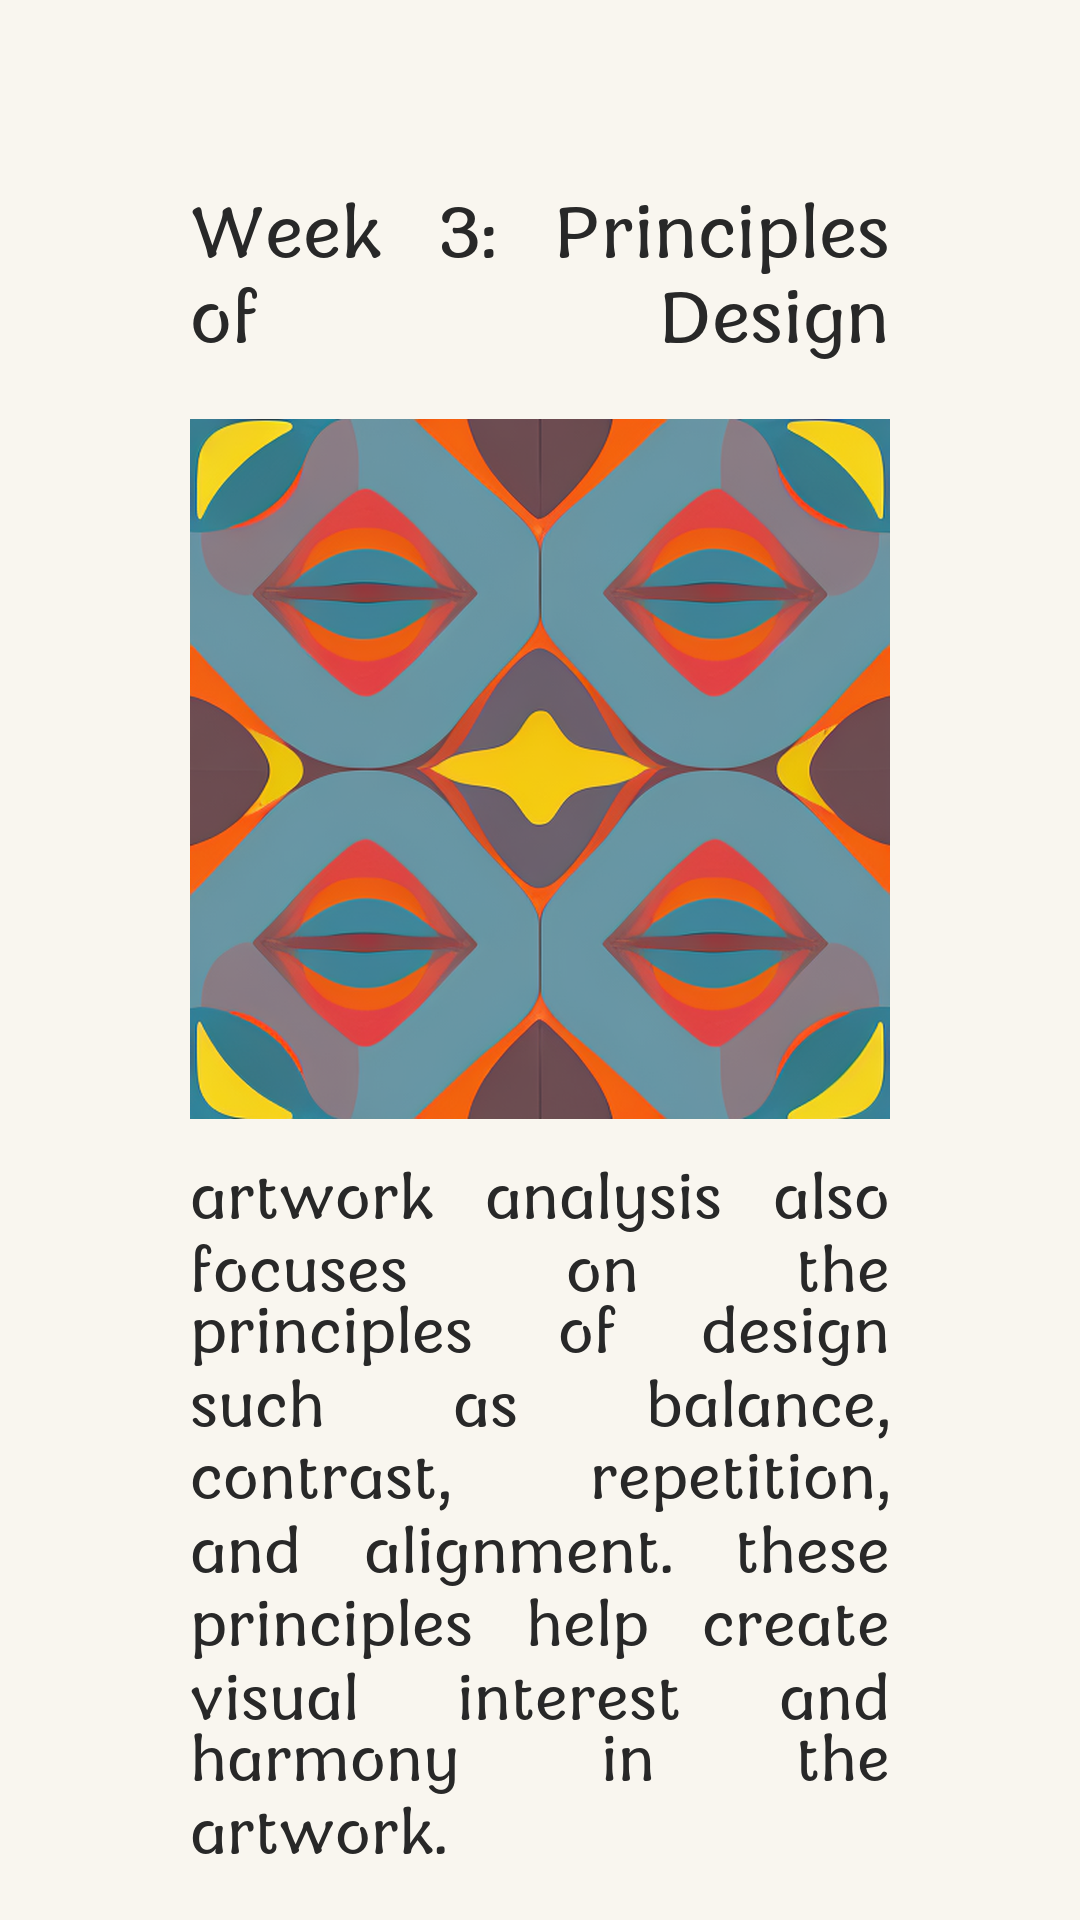 Week 3: Principles
of Design
artwork analysis also
focuses on the
principles of design
such as balance,
contrast, repetition,
and alignment. these
principles help create
visual interest and
harmony in the
artwork.